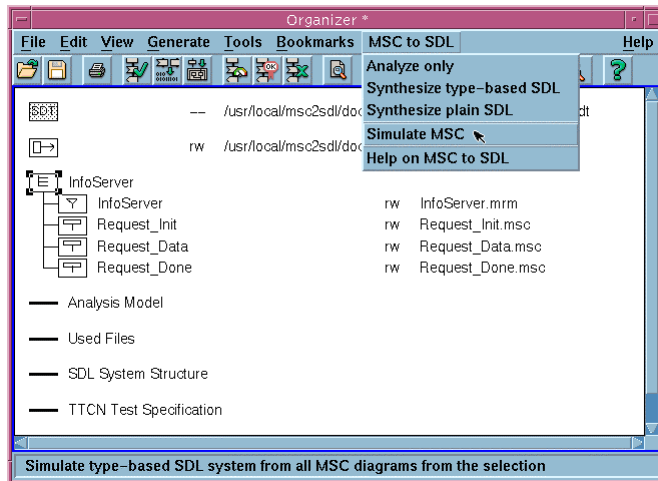 Organizer *
File Edit View Generate Tools Bookmarks MSC to SDL Help
Analyze only
Synthesize type-based SDL
Synthesize plain SDL
Simulate MSC
Help on MSC to SDL
SDT -- /usr/local/msc2sdl/doc dt
rw /usr/local/msc2sdl/doc
InfoServer
InfoServer rw InfoServer.mrm
Request_Init rw Request_Init.msc
Request_Data rw Request_Data.msc
Request_Done rw Request_Done.msc
Analysis Model
Used Files
SDL System Structure
TTCN Test Specification
Simulate type-based SDL system from all MSC diagrams from the selection